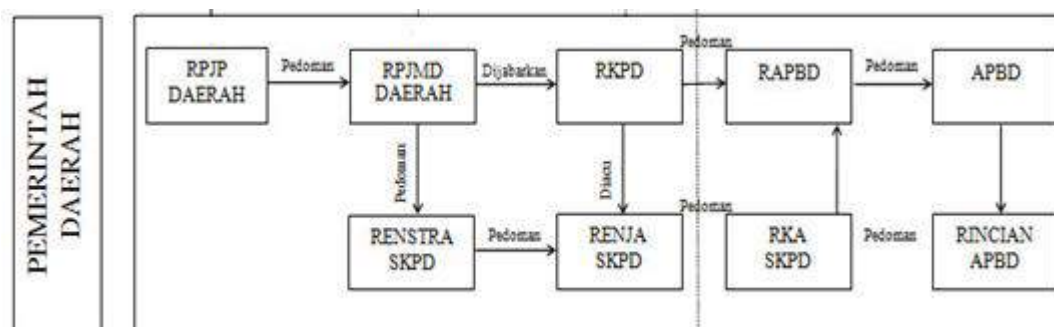 PEMERINTAH
DAERAH
RPJP
DAERAH
Pedoman
RPJMD
DAERAH
Dijabarkan
RKPD
Pedoman
RAPBD
Pedoman
APBD
Pedoman
Diacu
RENSTRA
SKPD
Pedoman
RENJA
SKPD
Pedoman
RKA
SKPD
Pedoman
RINCIAN
APBD